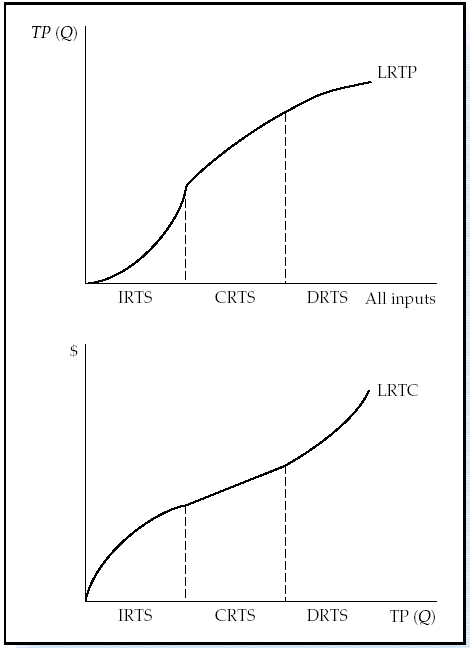 TP (Q)
LRTP
IRTS CRTS DRTS All inputs
$
LRTC
IRTS CRTS DRTS TP (Q)